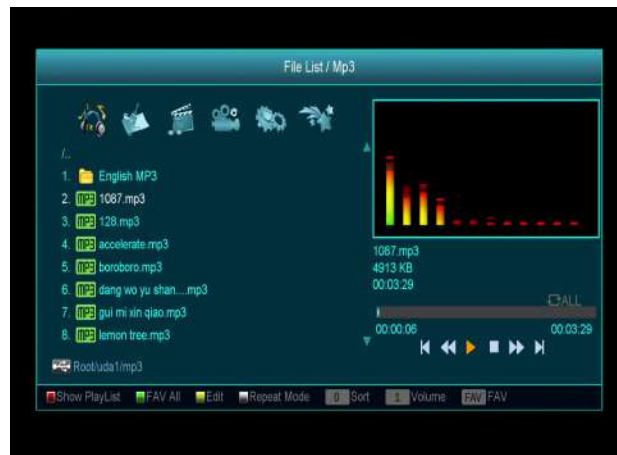 File List / Mp3
/..
1. English MP3
2. MP3 1087.mp3
3. MP3 128.mp3
4. MP3 accelerate.mp3
5. MP3 boroboro.mp3
6. MP3 dang wo yu shan....mp3
7. MP3 gui mi xin qiao.mp3
8. MP3 lemon tree.mp3
1087.mp3
4913 KB
00:03:29
ALL
00:00:06 00:03:29
Root/uda1/mp3
Show PlayList FAV All Edit Repeat Mode 0 Sort 1 Volume FAV FAV